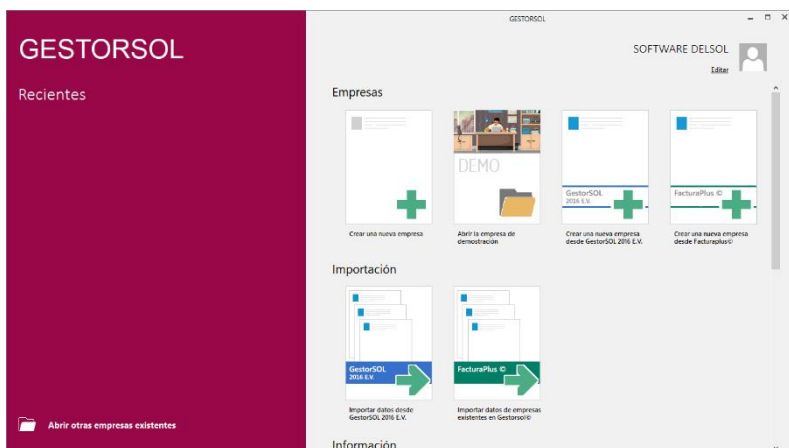 GESTORSOL
GESTORSOL
SOFTWARE DELSOL
Editar
Recientes
Empresas
DEMO
GestorSOL
2016 E.V.
FacturaPlus ©
Crear una nueva empresa
Abrir la empresa de
demostración
Crear una nueva empresa
desde GestorSOL 2016 E.V.
Crear una nueva empresa
desde Facturaplus©
Importación
GestorSOL
2016 E.V.
FacturaPlus ©
Importar datos desde
GestorSOL 2016 E.V.
Importar datos de empresas
existentes en Gestorsol©
Abrir otras empresas existentes
Información